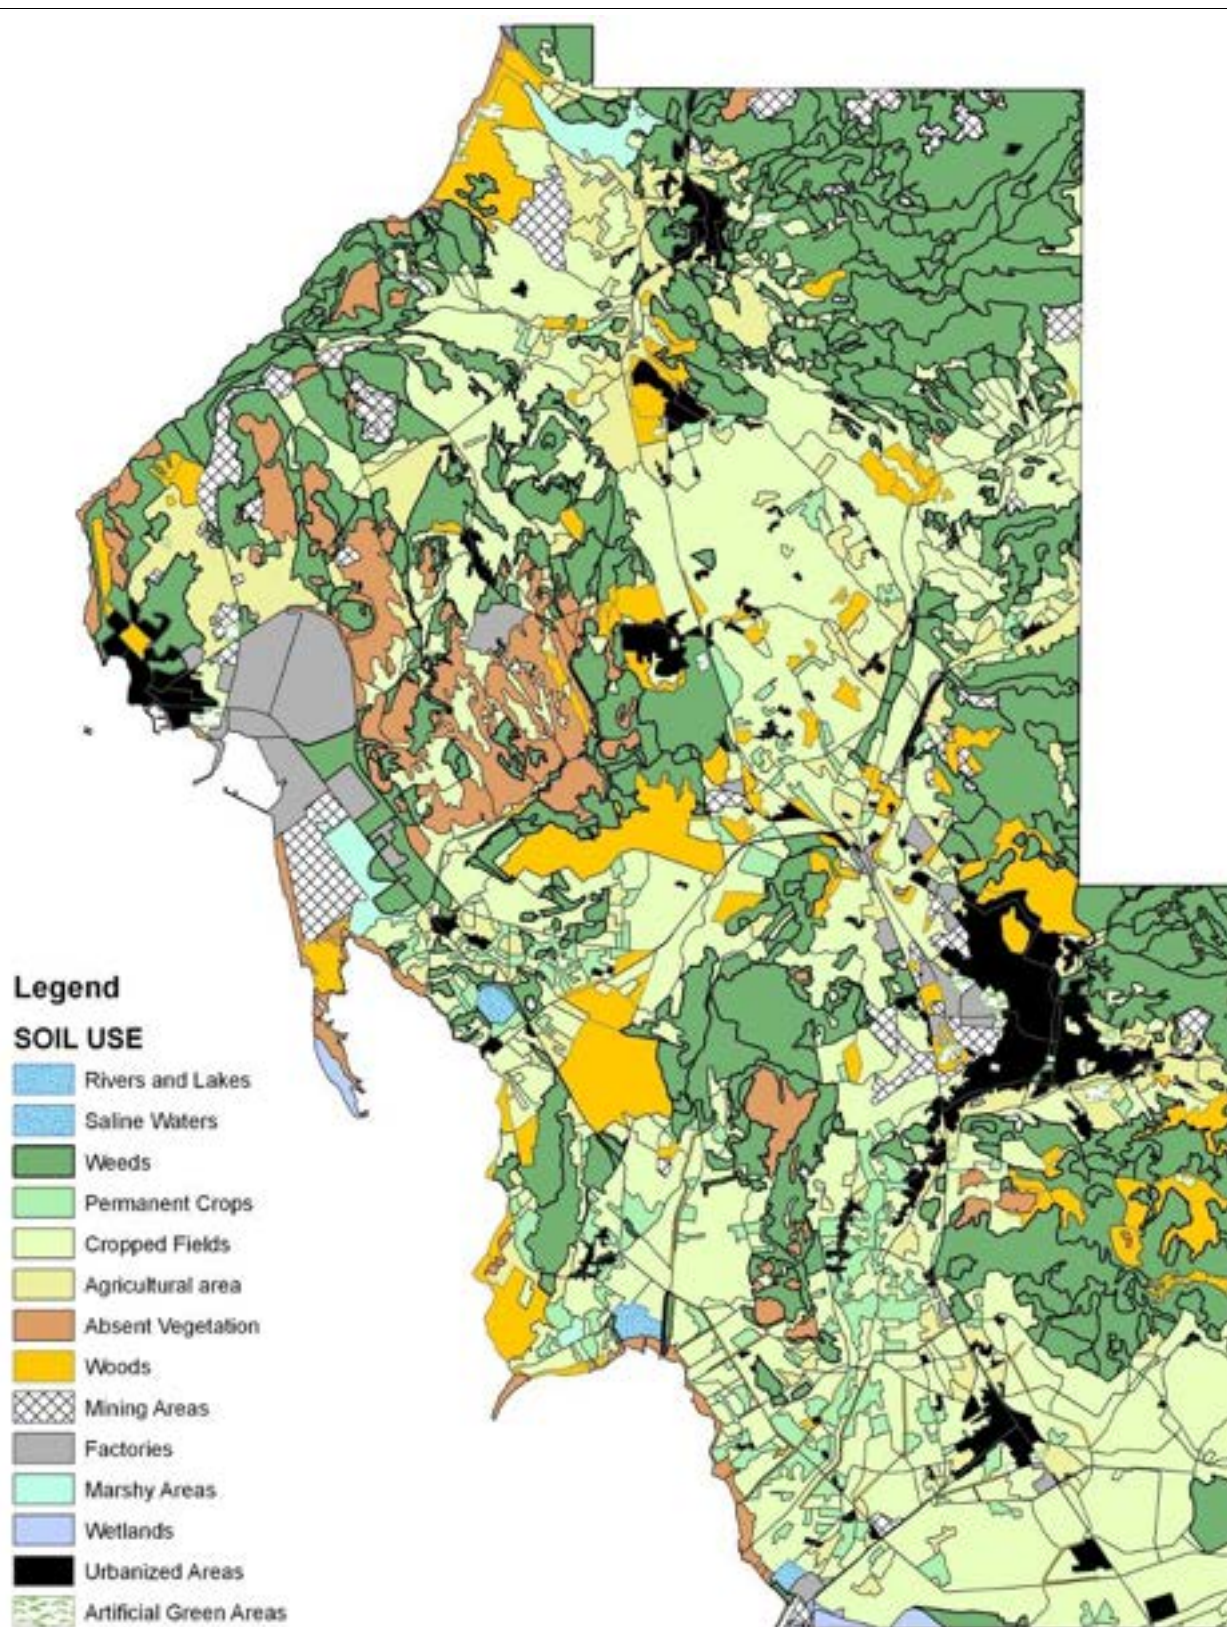 Legend
SOIL USE
Rivers and Lakes
Saline Waters
Weeds
Permanent Crops
Cropped Fields
Agricultural area
Absent Vegetation
Woods
Mining Areas
Factories
Marshy Areas
Wetlands
Urbanized Areas
Artificial Green Areas